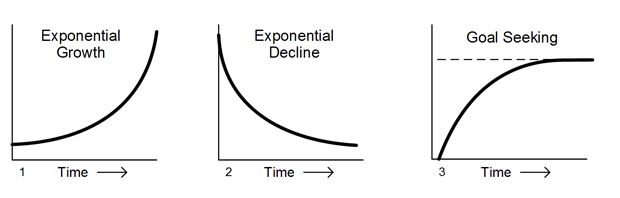 Exponential
Growth
1 Time
Exponential
Decline
2 Time
Goal Seeking
3 Time